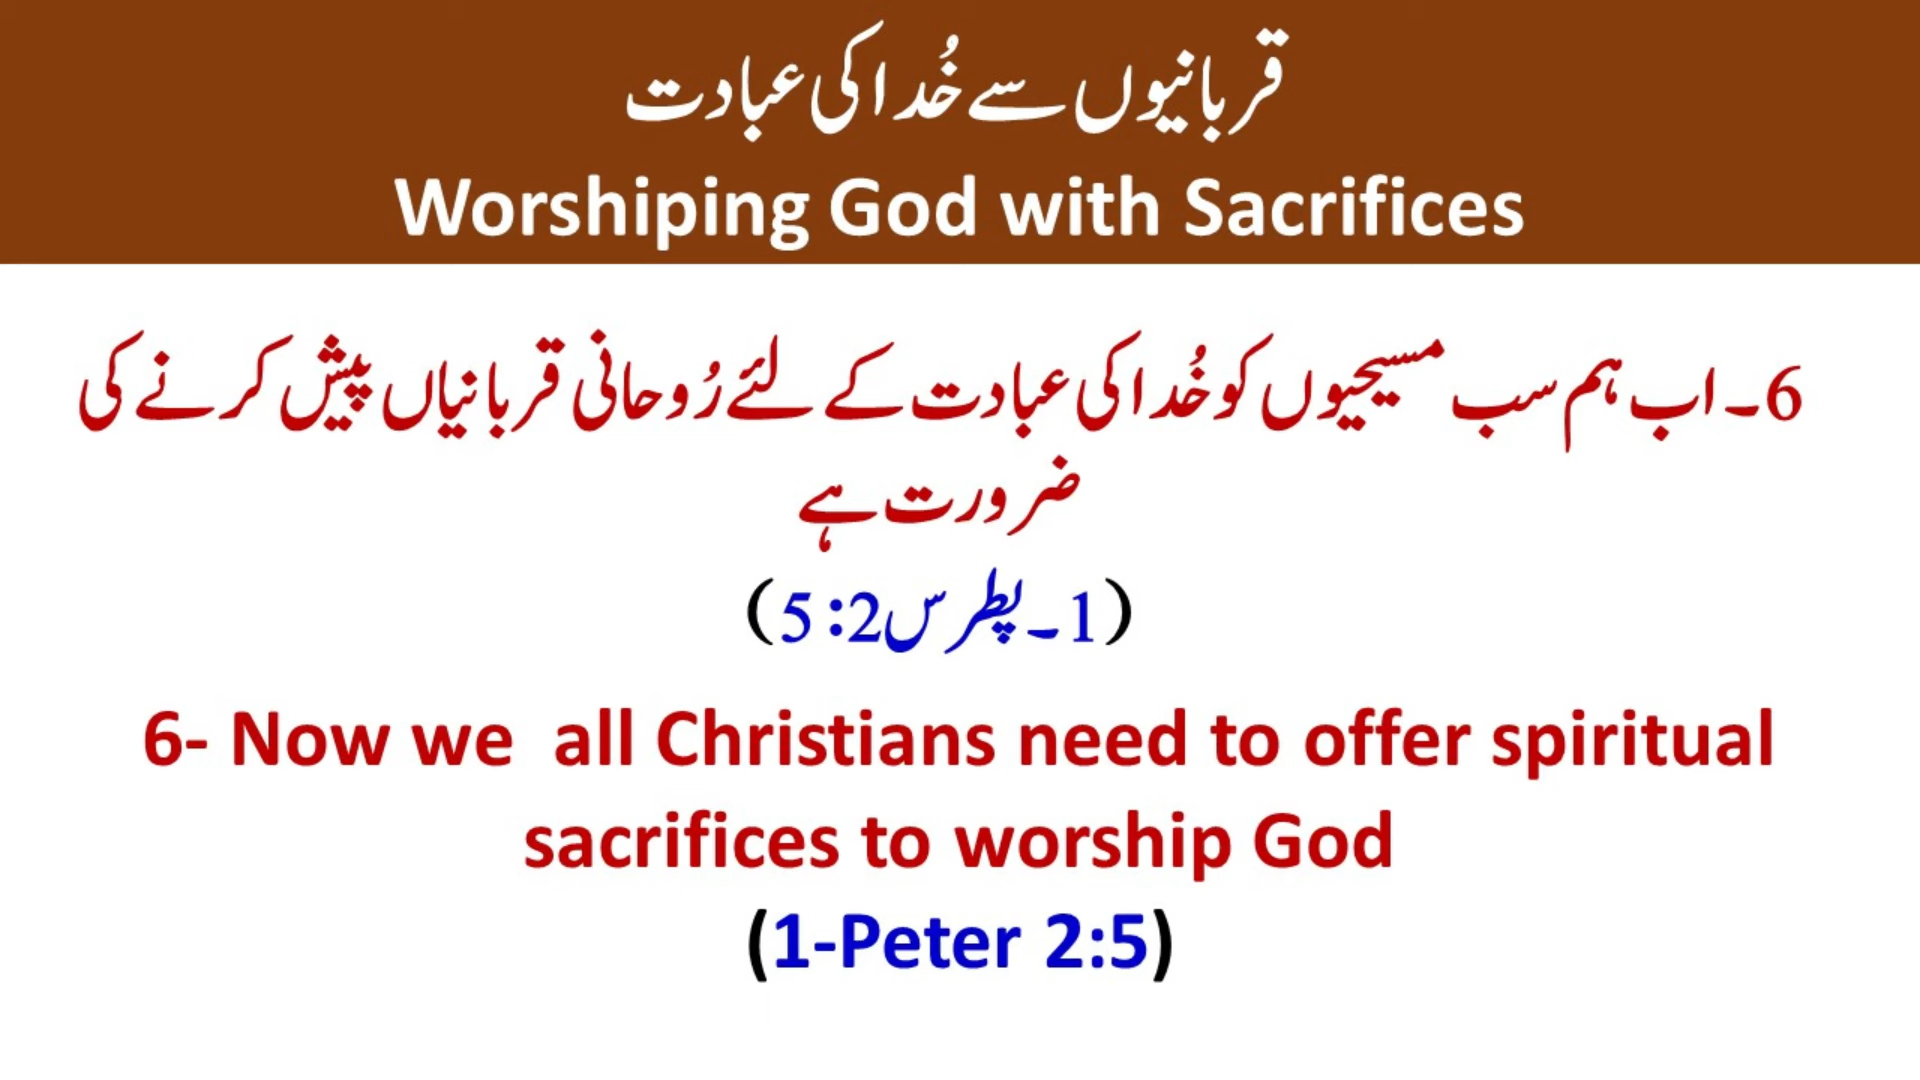 قربانیوں سے خُدا کی عبادت
Worshiping God with Sacrifices
6۔ اب ہم سب مسیحیوں کو خُدا کی عبادت کے لئے رُوحانی قربانیاں پیش کرنے کی
ضرورت ہے
(1۔پطرس 2:5)
6- Now we  all Christians need to offer spiritual
sacrifices to worship God
(1-Peter 2:5)